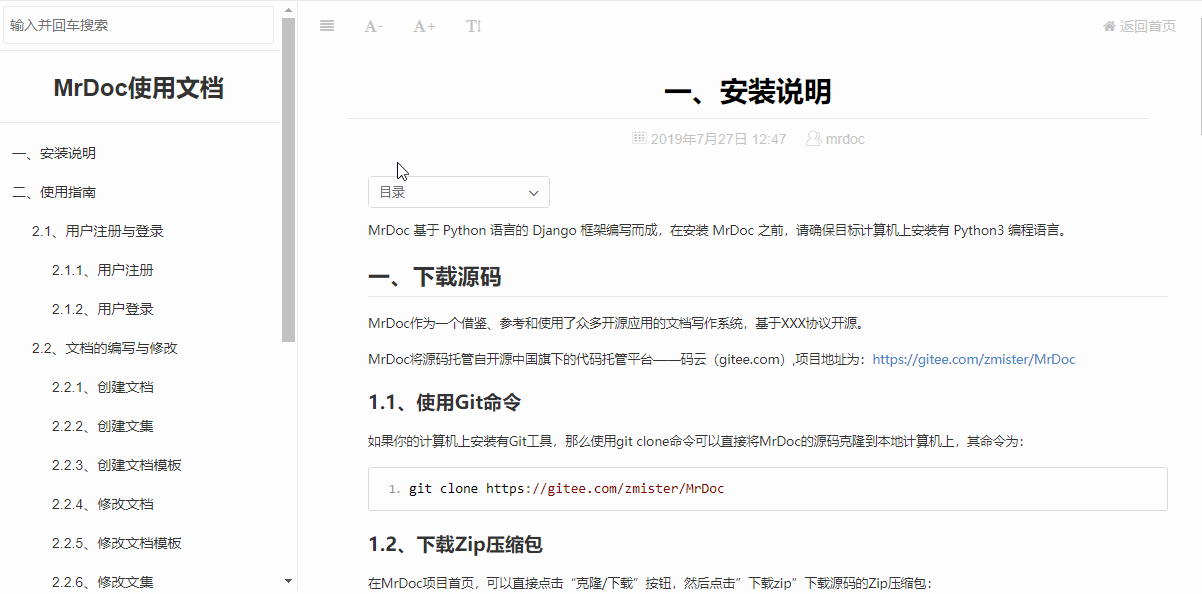 输入并回车搜索
MrDoc使用文档
一、安装说明
二、使用指南
2.1、用户注册与登录
2.1.1、用户注册
2.1.2、用户登录
2.2、文档的编写与修改
2.2.1、创建文档
2.2.2、创建文集
2.2.3、创建文档模板
2.2.4、修改文档
2.2.5、修改文档模板
2.2.6、修改文集
A- A+ T! 返回首页
一、安装说明
2019年7月27日 12:47 mrdoc
目录
MrDoc 基于 Python 语言的 Django 框架编写而成，在安装 MrDoc 之前，请确保目标计算机上安装有 Python3 编程语言。
一、下载源码
MrDoc作为一个借鉴、参考和使用了众多开源应用的文档写作系统，基于XXX协议开源。
MrDoc将源码托管自开源中国旗下的代码托管平台——码云（gitee.com）,项目地址为：https://gitee.com/zmister/MrDoc
1.1、使用Git命令
如果你的计算机上安装有Git工具，那么使用git clone命令可以直接将MrDoc的源码克隆到本地计算机上，其命令为：
1. git clone https://gitee.com/zmister/MrDoc
1.2、下载Zip压缩包
在MrDoc项目首页，可以直接点击“克隆/下载”按钮，然后点击”下载zip”下载源码的Zip压缩包：